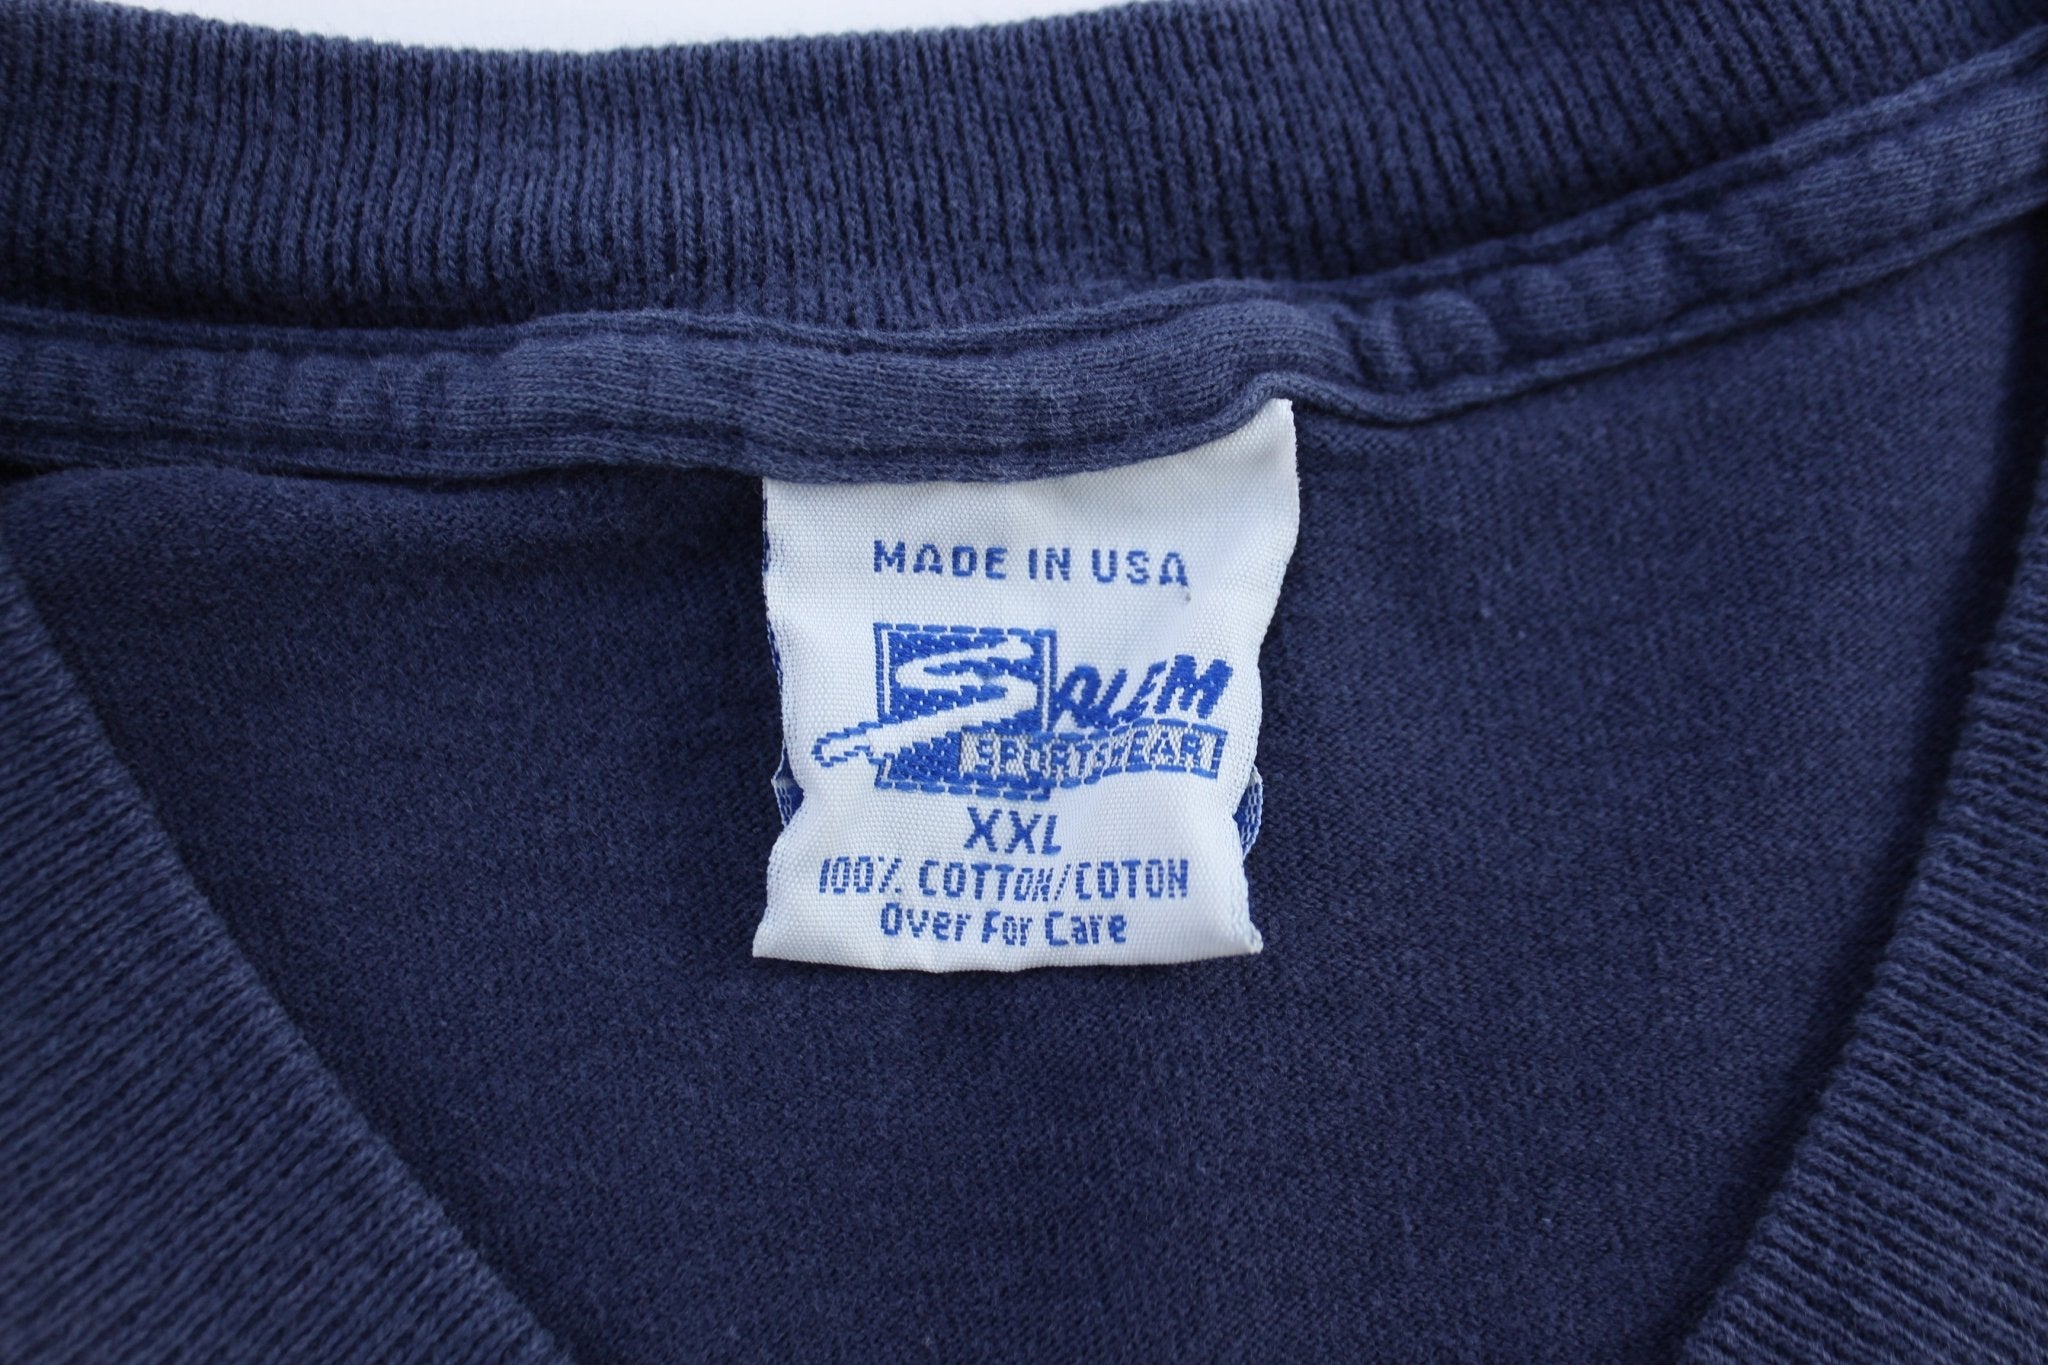 MADE IN USA
SALEM
SPORTSWEAR
XXL
100% COTTON/COTON
Over For Care